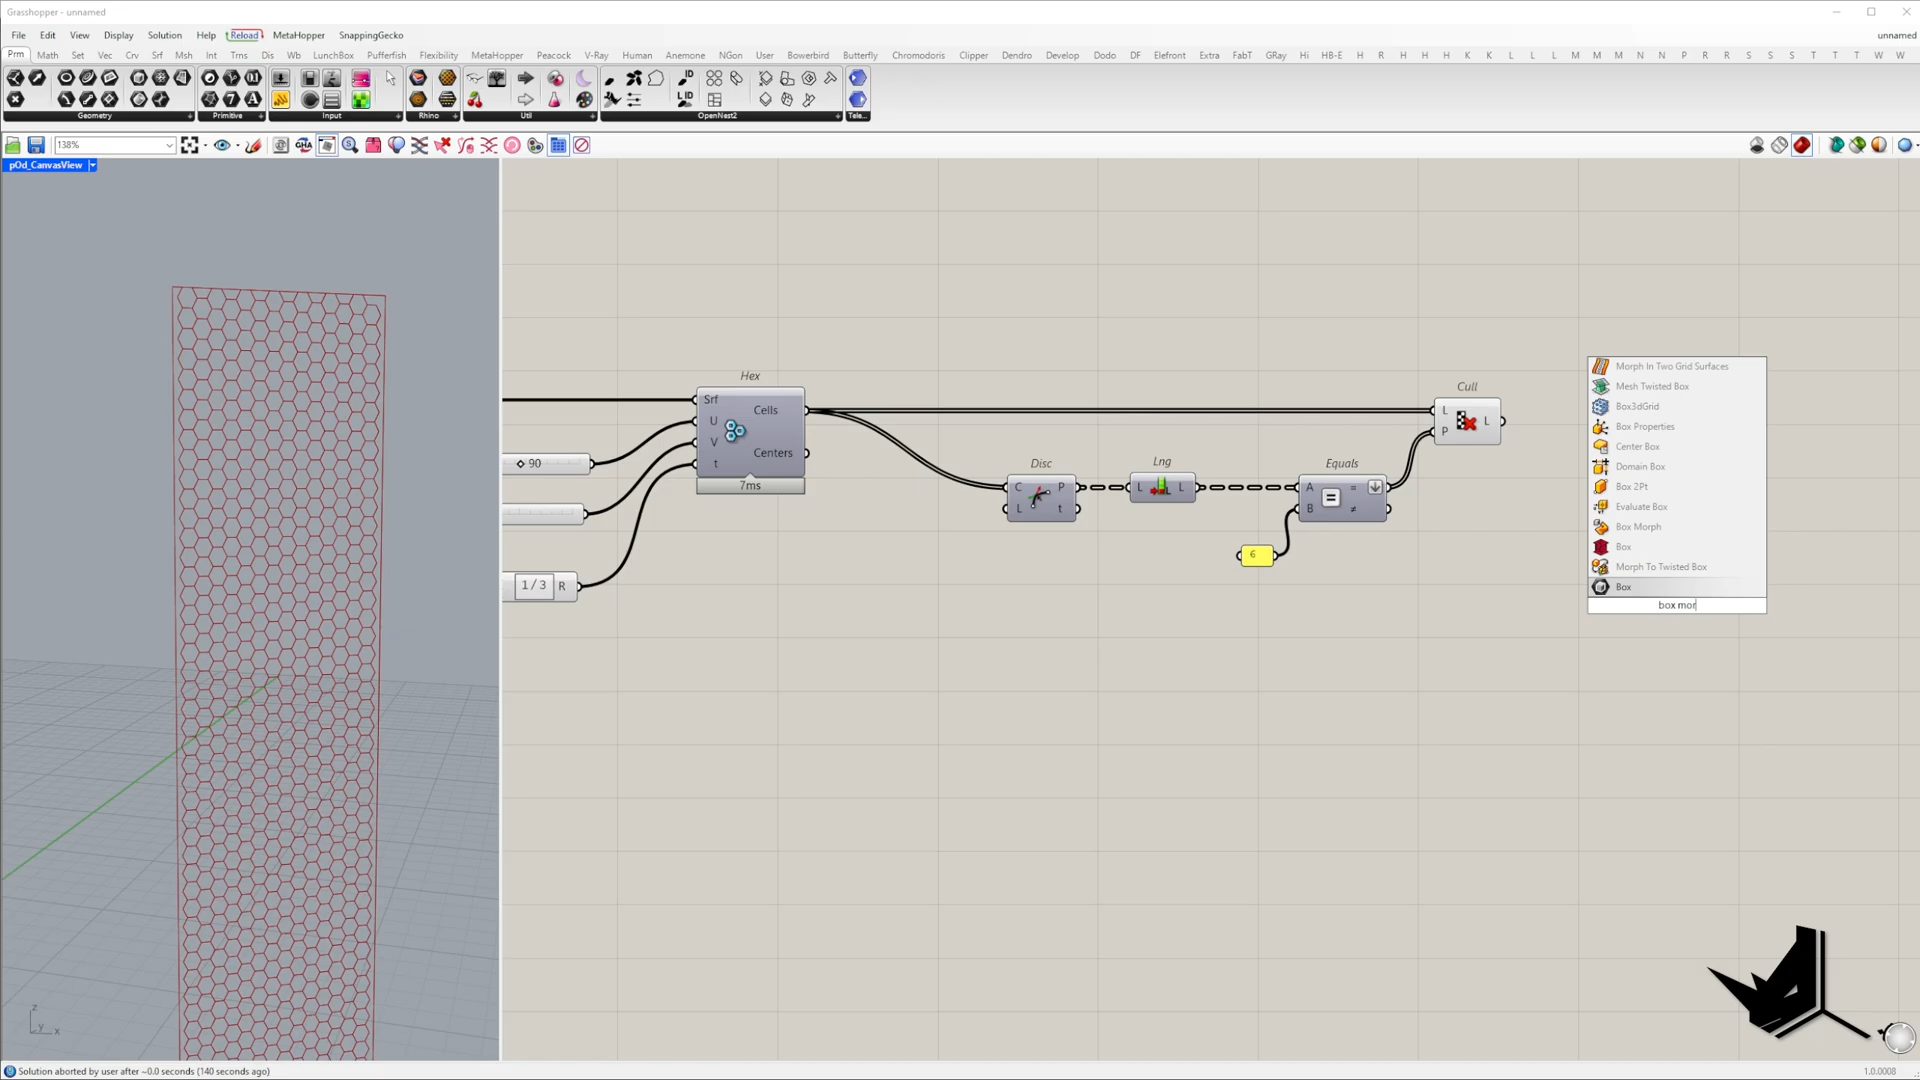 Grasshopper - unnamed
File Edit View Display Solution Help Reload MetaHopper SnappingGecko
unnamed
Prm Math Set Vec Crv Srf Msh Int Trns Dis Wb LunchBox Pufferfish Flexibility MetaHopper Peacock V-Ray Human Anemone NGon User Bowerbird Butterfly Chromodoris Clipper Dendro Develop Dodo DF Elefront Extra FabT GRay Hi HB-E H R H H H K K L L L M M M M N N P R R S S T T T W W
Geometry Primitive Input Rhino Util OpenNest2 Tele...
138%
pOd_CanvasView
Hex
Srf
U
V
t
Cells
Centers
7ms
90
1/3 R
Disc
C P
L t
Lng
L L
Equals
A =
B ≠
6
Cull
L
P
L
Morph In Two Grid Surfaces
Mesh Twisted Box
Box3dGrid
Box Properties
Center Box
Domain Box
Box 2Pt
Evaluate Box
Box Morph
Box
Morph To Twisted Box
Box
box mor
z
y x
Solution aborted by user after ~0.0 seconds (140 seconds ago)
1.0.0008